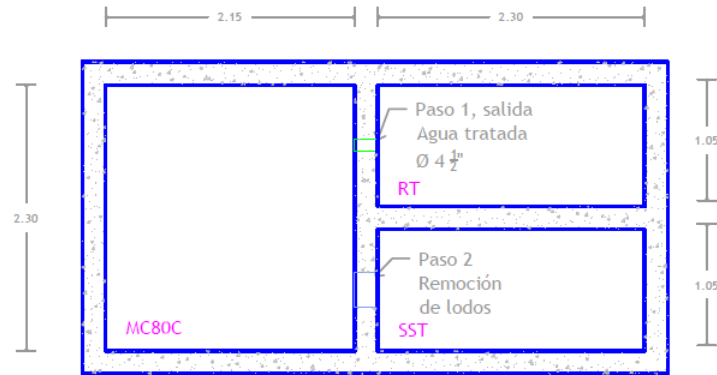 2.15
2.30
Paso 1, salida
Agua tratada
Ø 4 ½"
RT
1.05
2.30
Paso 2
Remoción
de lodos
SST
MC80C
1.05